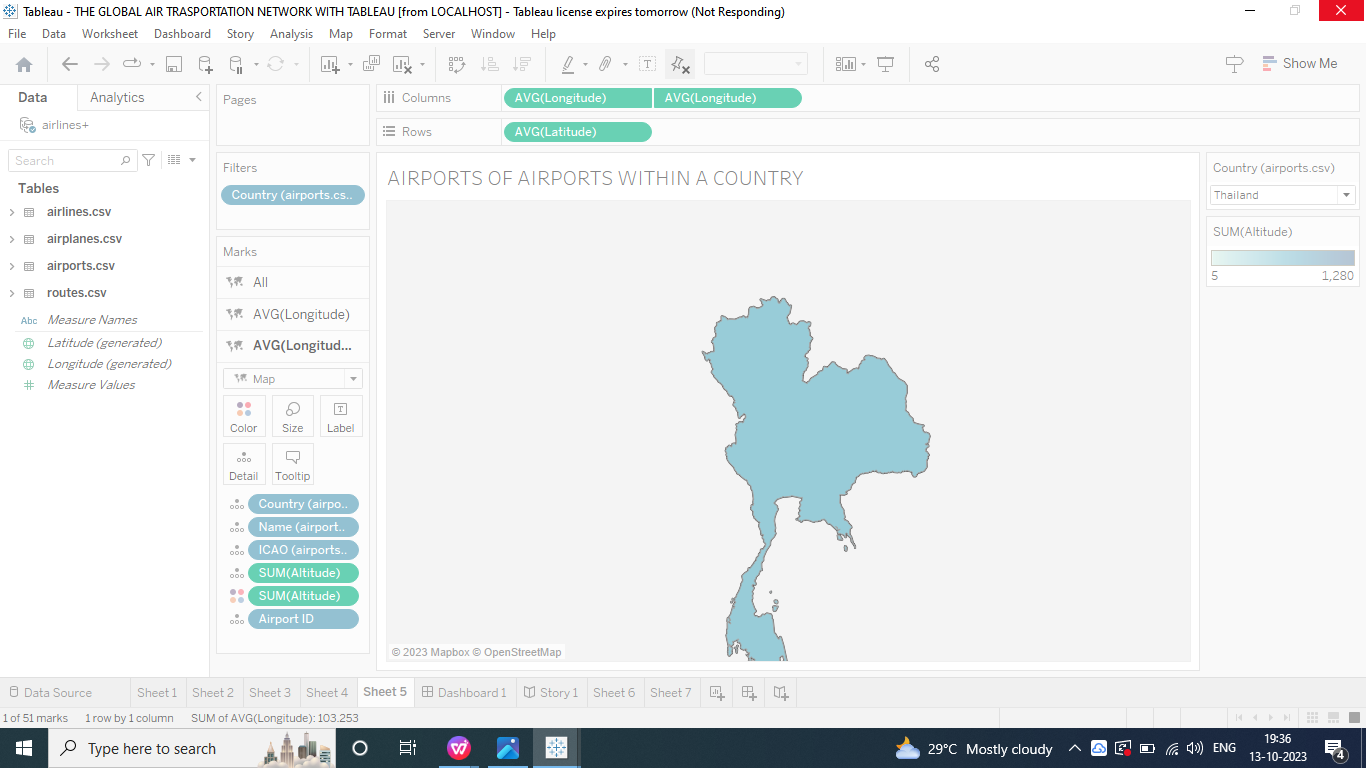 Tableau - THE GLOBAL AIR TRASPORTATION NETWORK WITH TABLEAU [from LOCALHOST] - Tableau license expires tomorrow (Not Responding)
File Data Worksheet Dashboard Story Analysis Map Format Server Window Help
Show Me
Data Analytics
airlines+
Search
Tables
airlines.csv
airplanes.csv
airports.csv
routes.csv
Abc Measure Names
Latitude (generated)
Longitude (generated)
Measure Values
Pages
Filters
Country (airports.cs..
Marks
All
AVG(Longitude)
AVG(Longitud...
Map
Color Size Label
Detail Tooltip
Country (airpo..
Name (airport..
ICAO (airports..
SUM(Altitude)
SUM(Altitude)
Airport ID
Columns AVG(Longitude) AVG(Longitude)
Rows AVG(Latitude)
AIRPORTS OF AIRPORTS WITHIN A COUNTRY
© 2023 Mapbox © OpenStreetMap
Country (airports.csv)
Thailand
SUM(Altitude)
5 1,280
Data Source Sheet 1 Sheet 2 Sheet 3 Sheet 4 Sheet 5 Dashboard 1 Story 1 Sheet 6 Sheet 7
1 of 51 marks 1 row by 1 column SUM of AVG(Longitude): 103.253
Type here to search
29°C Mostly cloudy
ENG
19:36
13-10-2023
4